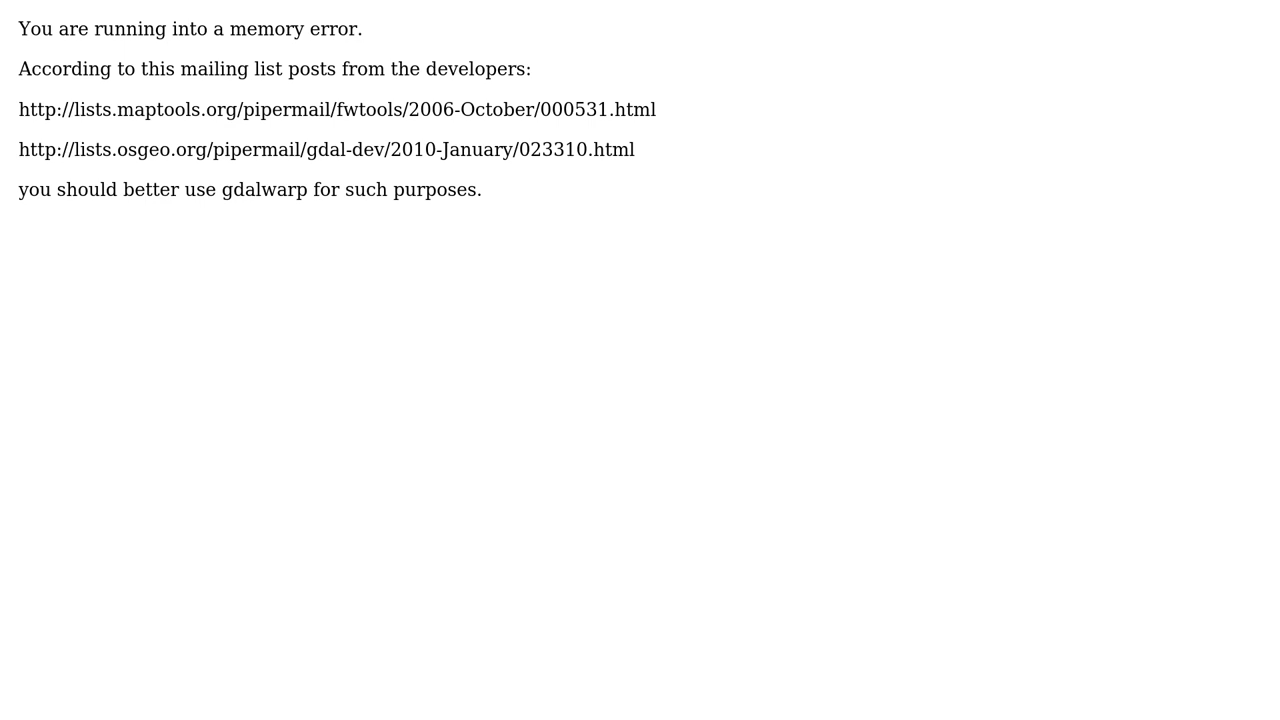 You are running into a memory error.
According to this mailing list posts from the developers:
http://lists.maptools.org/pipermail/fwtools/2006-October/000531.html
http://lists.osgeo.org/pipermail/gdal-dev/2010-January/023310.html
you should better use gdalwarp for such purposes.